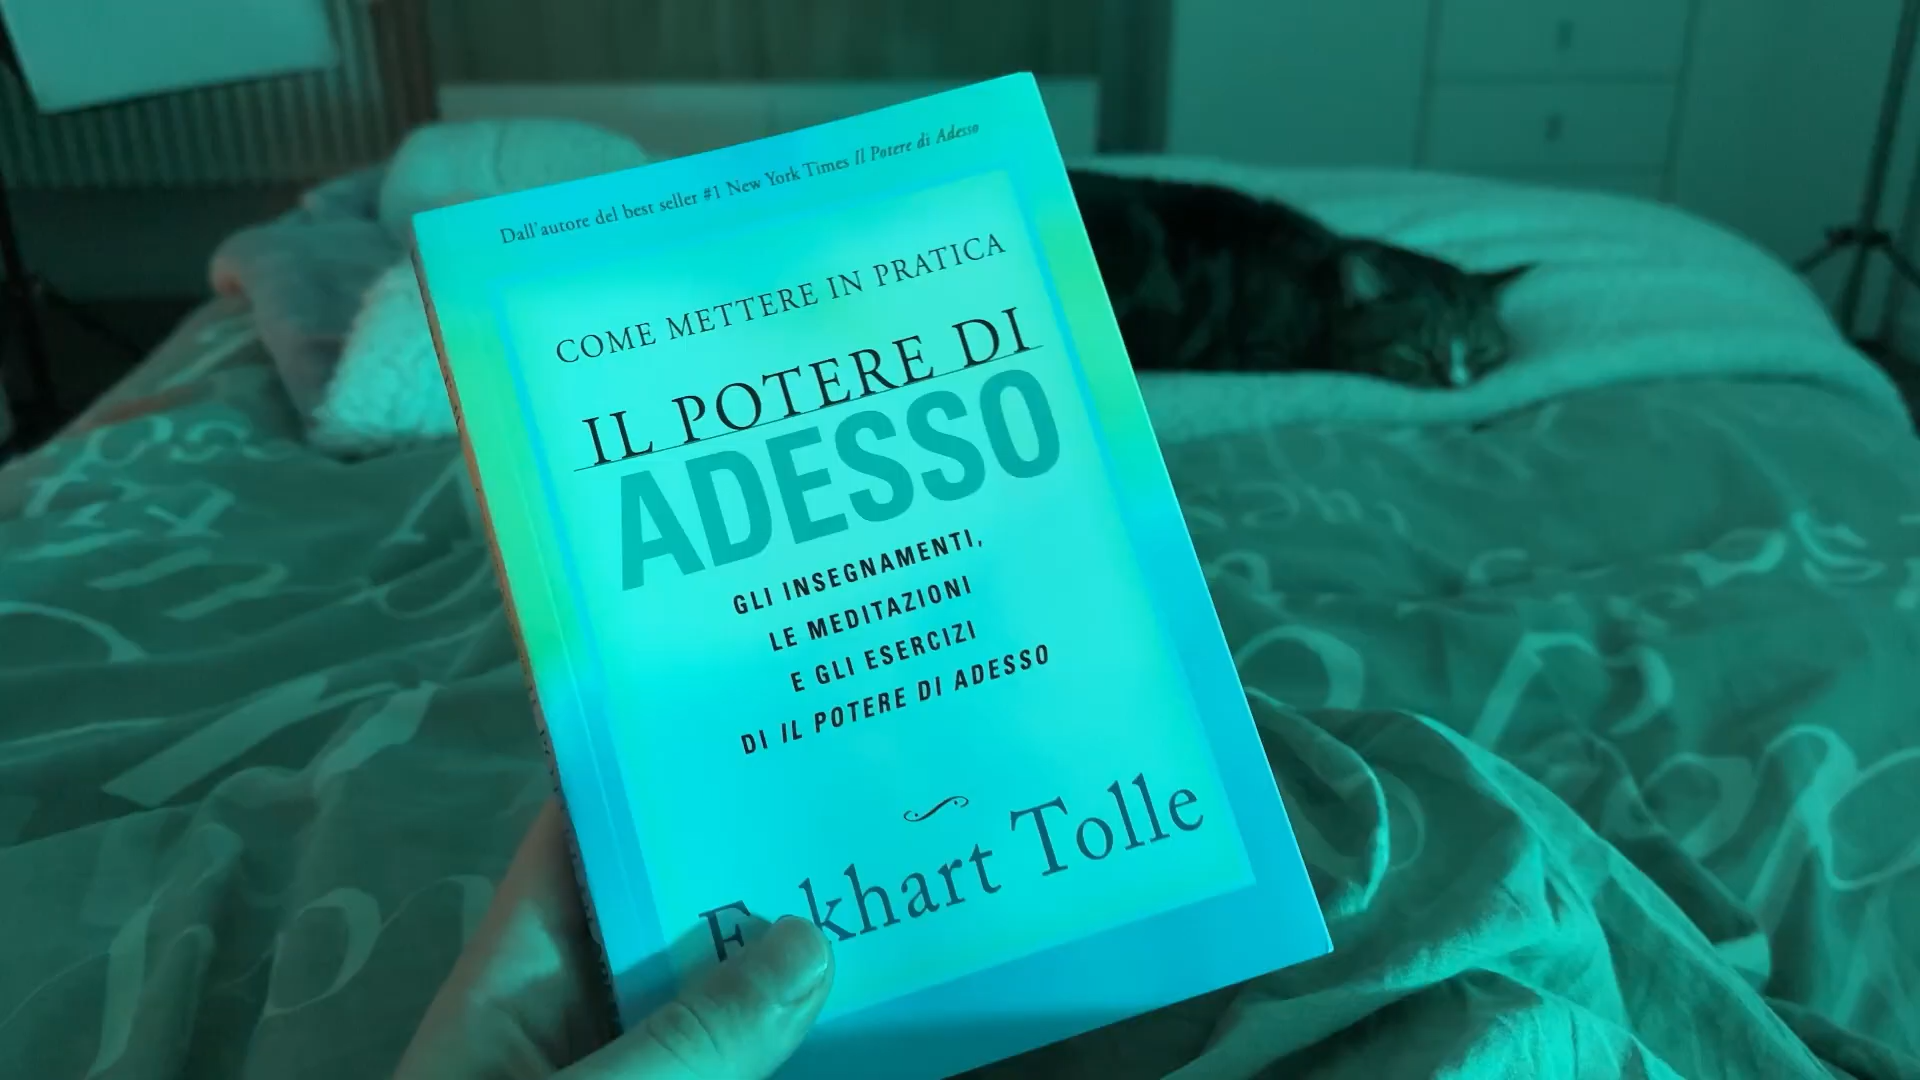 Dall'autore del best seller #1 New York Times Il Potere di Adesso
COME METTERE IN PRATICA
IL POTERE DI
ADESSO
GLI INSEGNAMENTI,
LE MEDITAZIONI
E GLI ESERCIZI
DI IL POTERE DI ADESSO
Eckhart Tolle